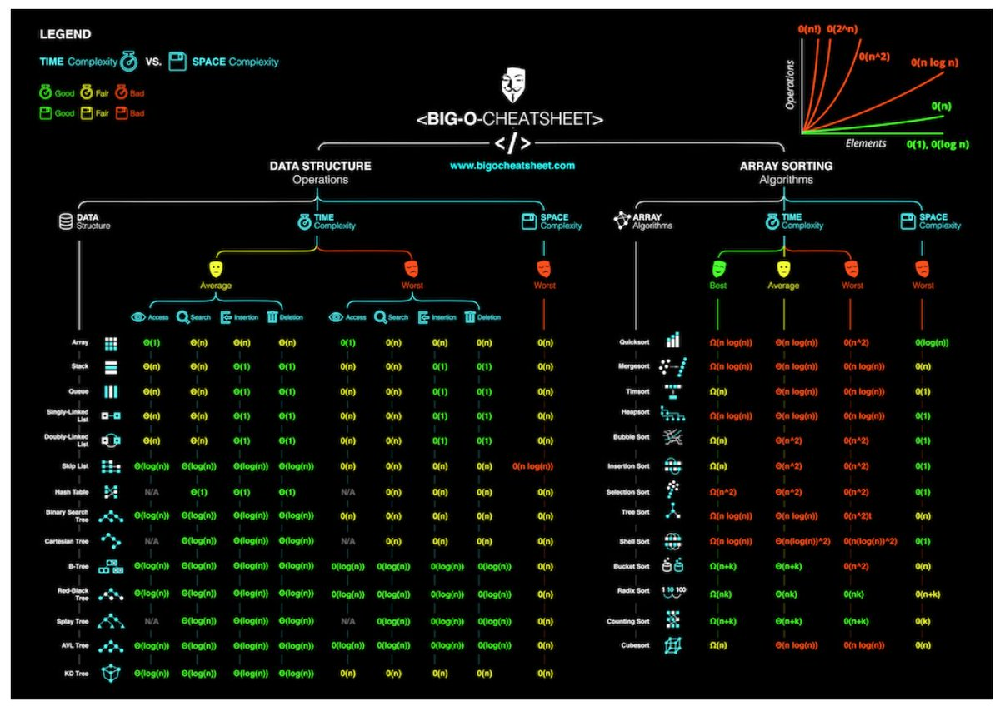 LEGEND
TIME Complexity VS. SPACE Complexity
Good Fair Bad
Good Fair Bad
<BIG-O-CHEATSHEET>
</>
www.bigocheatsheet.com
0(n!) 0(2^n)
0(n^2)
0(n log n)
0(n)
0(1), 0(log n)
Operations
Elements
DATA STRUCTURE
Operations
DATA
Structure
TIME
Complexity
SPACE
Complexity
Average Worst Worst
Access Search Insertion Deletion Access Search Insertion Deletion
Array Θ(1) Θ(n) Θ(n) Θ(n) 0(1) 0(n) 0(n) 0(n) 0(n)
Stack Θ(n) Θ(n) Θ(1) Θ(1) 0(n) 0(n) 0(1) 0(1) 0(n)
Queue Θ(n) Θ(n) Θ(1) Θ(1) 0(n) 0(n) 0(1) 0(1) 0(n)
Singly-Linked
List Θ(n) Θ(n) Θ(1) Θ(1) 0(n) 0(n) 0(1) 0(1) 0(n)
Doubly-Linked
List Θ(n) Θ(n) Θ(1) Θ(1) 0(n) 0(n) 0(1) 0(1) 0(n)
Skip List Θ(log(n)) Θ(log(n)) Θ(log(n)) Θ(log(n)) 0(n) 0(n) 0(n) 0(n) 0(n log(n))
Hash Table N/A Θ(1) Θ(1) Θ(1) N/A 0(n) 0(n) 0(n) 0(n)
Binary Search
Tree Θ(log(n)) Θ(log(n)) Θ(log(n)) Θ(log(n)) 0(n) 0(n) 0(n) 0(n) 0(n)
Cartesian Tree N/A Θ(log(n)) Θ(log(n)) Θ(log(n)) N/A 0(n) 0(n) 0(n) 0(n)
B-Tree Θ(log(n)) Θ(log(n)) Θ(log(n)) Θ(log(n)) 0(log(n)) 0(log(n)) 0(log(n)) 0(log(n)) 0(n)
Red-Black
Tree Θ(log(n)) Θ(log(n)) Θ(log(n)) Θ(log(n)) 0(log(n)) 0(log(n)) 0(log(n)) 0(log(n)) 0(n)
Splay Tree N/A Θ(log(n)) Θ(log(n)) Θ(log(n)) N/A 0(log(n)) 0(log(n)) 0(log(n)) 0(n)
AVL Tree Θ(log(n)) Θ(log(n)) Θ(log(n)) Θ(log(n)) 0(log(n)) 0(log(n)) 0(log(n)) 0(log(n)) 0(n)
KD Tree Θ(log(n)) Θ(log(n)) Θ(log(n)) Θ(log(n)) 0(n) 0(n) 0(n) 0(n) 0(n)
ARRAY SORTING
Algorithms
ARRAY
Algorithms
TIME
Complexity
SPACE
Complexity
Best Average Worst Worst
Quicksort Ω(n log(n)) Θ(n log(n)) 0(n^2) 0(log(n))
Mergesort Ω(n log(n)) Θ(n log(n)) 0(n log(n)) 0(n)
Timsort Ω(n) Θ(n log(n)) 0(n log(n)) 0(1)
Heapsort Ω(n log(n)) Θ(n log(n)) 0(n log(n)) 0(1)
Bubble Sort Ω(n) Θ(n^2) 0(n^2) 0(1)
Insertion Sort Ω(n) Θ(n^2) 0(n^2) 0(1)
Selection Sort Ω(n^2) Θ(n^2) 0(n^2) 0(1)
Tree Sort Ω(n log(n)) Θ(n log(n)) 0(n^2)t 0(n)
Shell Sort Ω(n log(n)) Θ(n(log(n))^2) 0(n(log(n))^2) 0(1)
Bucket Sort Ω(n+k) Θ(n+k) 0(n^2) 0(n)
Radix Sort 1 10 100 Ω(nk) Θ(nk) 0(nk) 0(n+k)
Counting Sort Ω(n+k) Θ(n+k) 0(n+k) 0(k)
Cubesort Ω(n) Θ(n log(n)) 0(n log(n)) 0(n)